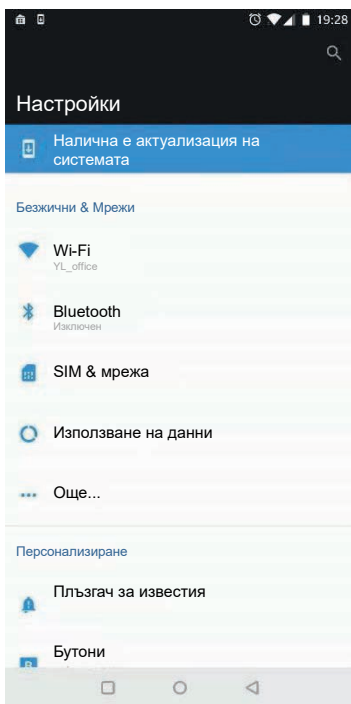 19:28
Настройки
Налична е актуализация на
системата
Безжични & Мрежи
Wi-Fi
YL_office
Bluetooth
Изключен
SIM & мрежа
Използване на данни
Още...
Персонализиране
Плъзгач за известия
Бутони